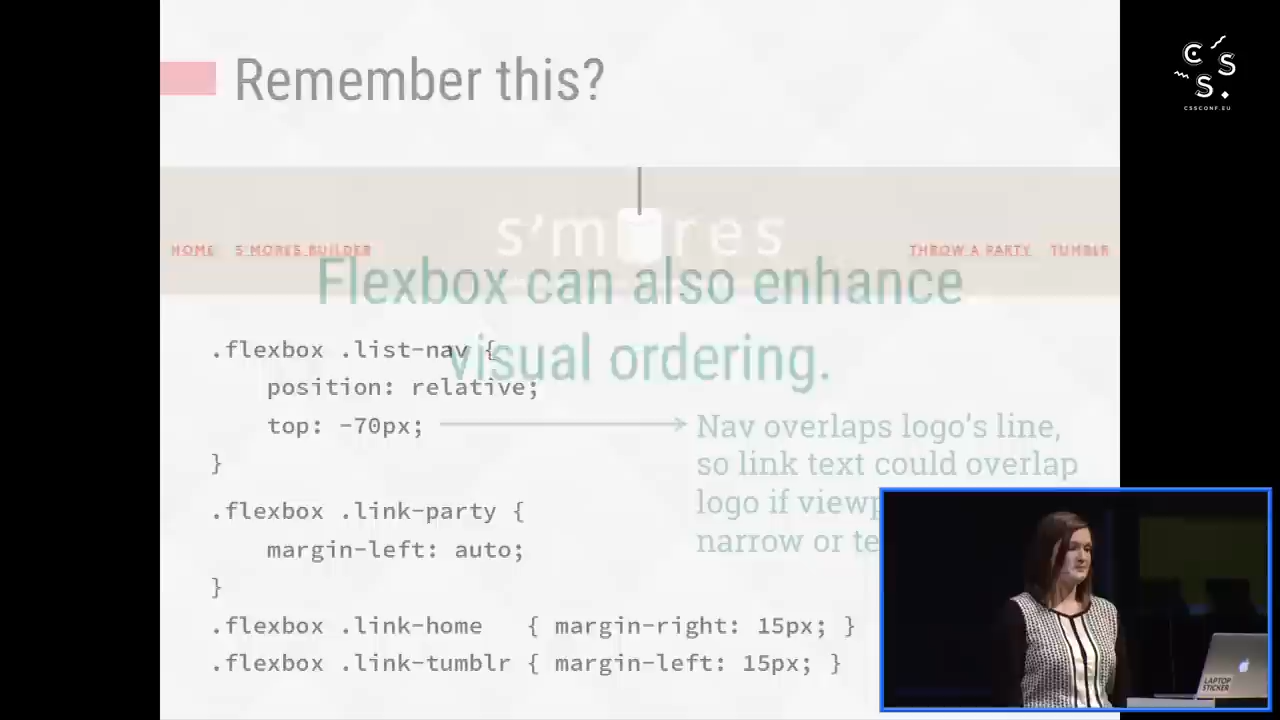 Remember this?
C S S.
CSSCONF.EU
s'm res
HOME S'MORES BUILDER THROW A PARTY TUMBLR
Flexbox can also enhance
visual ordering.
.flexbox .list-nav {
position: relative;
top: -70px;
}
Nav overlaps logo's line,
so link text could overlap
logo if viewp
narrow or te
.flexbox .link-party {
margin-left: auto;
}
.flexbox .link-home { margin-right: 15px; }
.flexbox .link-tumblr { margin-left: 15px; }
LAPTOP
STICKER